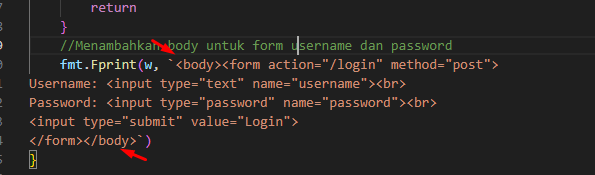 return
}
//Menambahkan body untuk form username dan password
fmt.Fprint(w, `<body><form action="/login" method="post">
Username: <input type="text" name="username"><br>
Password: <input type="password" name="password"><br>
<input type="submit" value="Login">
</form></body>`)
}